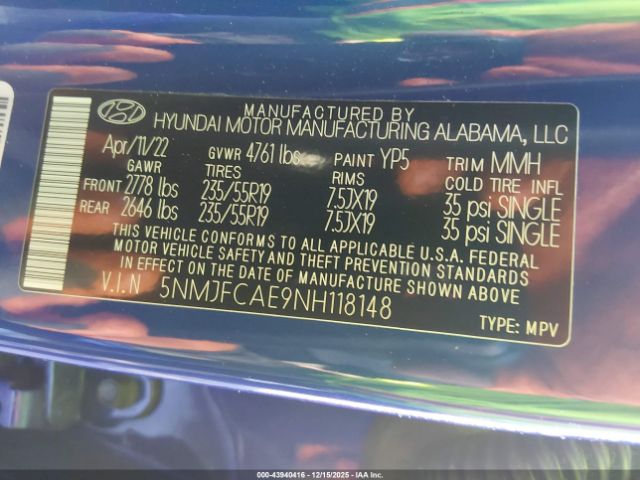 MANUFACTURED BY
HYUNDAI MOTOR MANUFACTURING ALABAMA, LLC
Apr/11/22 GVWR 4761 lbs PAINT YP5 TRIM MMH
GAWR TIRES RIMS COLD TIRE INFL
FRONT 2778 lbs 235/55R19 7.5JX19 35 psi SINGLE
REAR 2646 lbs 235/55R19 7.5JX19 35 psi SINGLE
THIS VEHICLE CONFORMS TO ALL APPLICABLE U.S.A. FEDERAL
MOTOR VEHICLE SAFETY AND THEFT PREVENTION STANDARDS
IN EFFECT ON THE DATE OF MANUFACTURE SHOWN ABOVE
V.I.N 5NMJFCAE9NH118148
TYPE: MPV
000-43940416 - 12/15/2025 - IAA Inc.